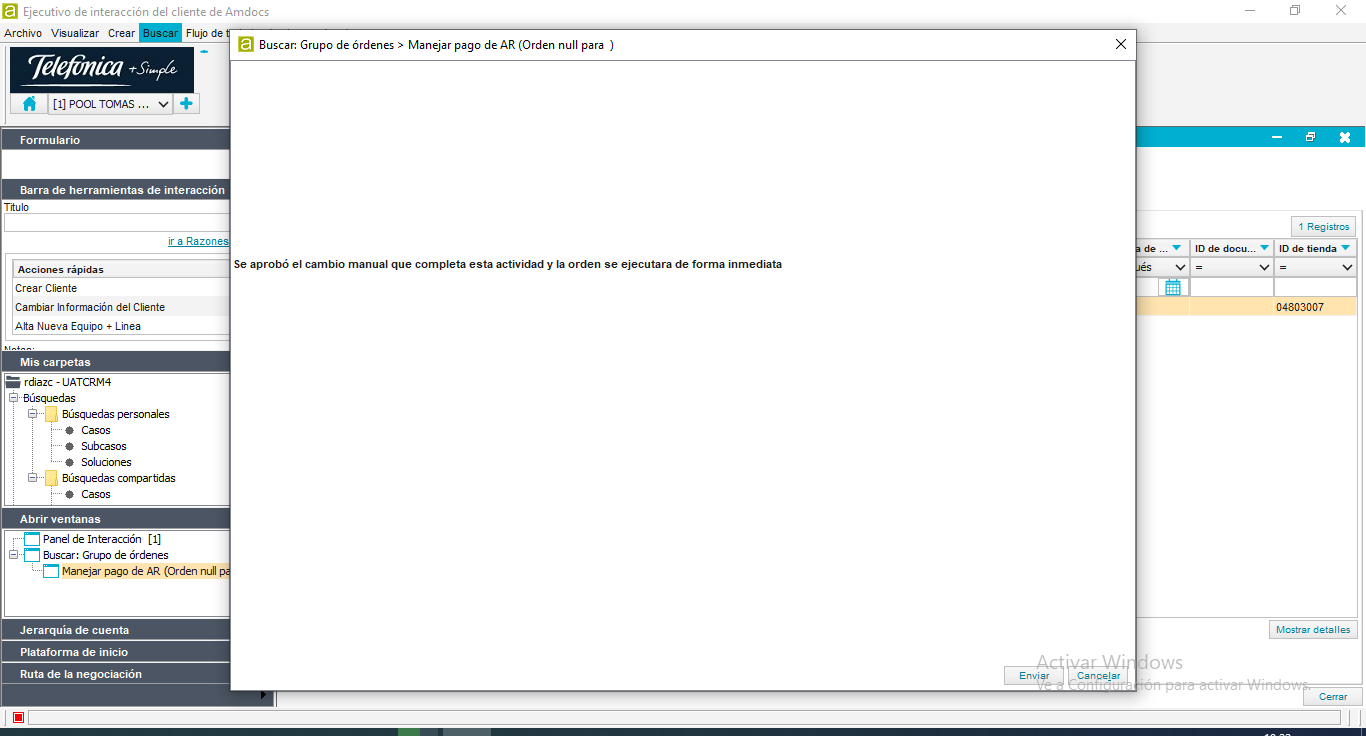 Ejecutivo de interacción del cliente de Amdocs
Archivo Visualizar Crear Buscar Flujo de t
Buscar: Grupo de órdenes > Manejar pago de AR (Orden null para )
Telefónica +Simple
[1] POOL TOMAS ...
Formulario
Barra de herramientas de interacción
Título
ir a Razones
1 Registros
a de ... ID de docu... ID de tienda
ués = =
04803007
Acciones rápidas
Crear Cliente
Cambiar Información del Cliente
Alta Nueva Equipo + Linea
Notas:
Se aprobó el cambio manual que completa esta actividad y la orden se ejecutara de forma inmediata
Mis carpetas
rdiazc - UATCRM4
Búsquedas
Búsquedas personales
Casos
Subcasos
Soluciones
Búsquedas compartidas
Casos
Abrir ventanas
Panel de Interacción [1]
Buscar: Grupo de órdenes
Manejar pago de AR (Orden null pa
Jerarquía de cuenta
Plataforma de inicio
Ruta de la negociación
Mostrar detalles
Activar Windows
Ve a Configuración para activar Windows.
Enviar Cancelar
Cerrar